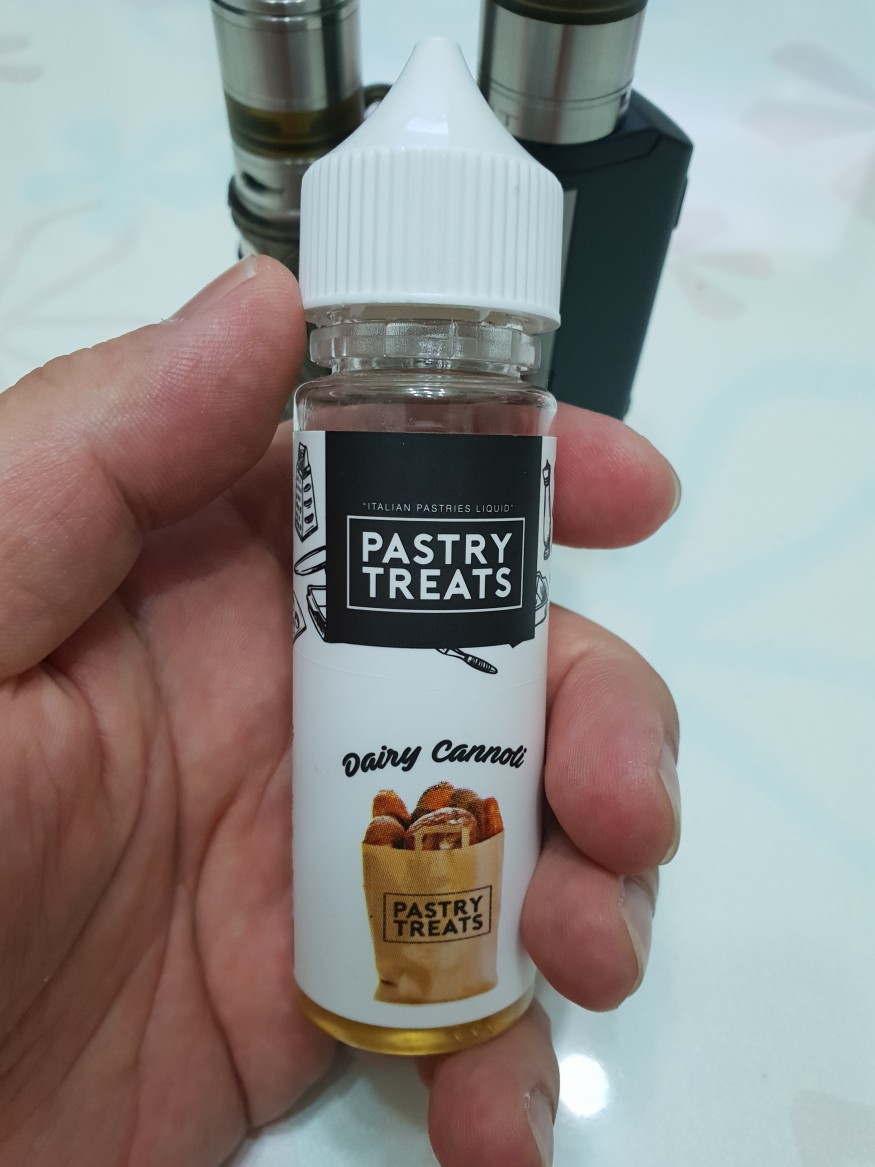 "ITALIAN PASTRIES LIQUID"
PASTRY
TREATS
Dairy Cannoli
PASTRY
TREATS